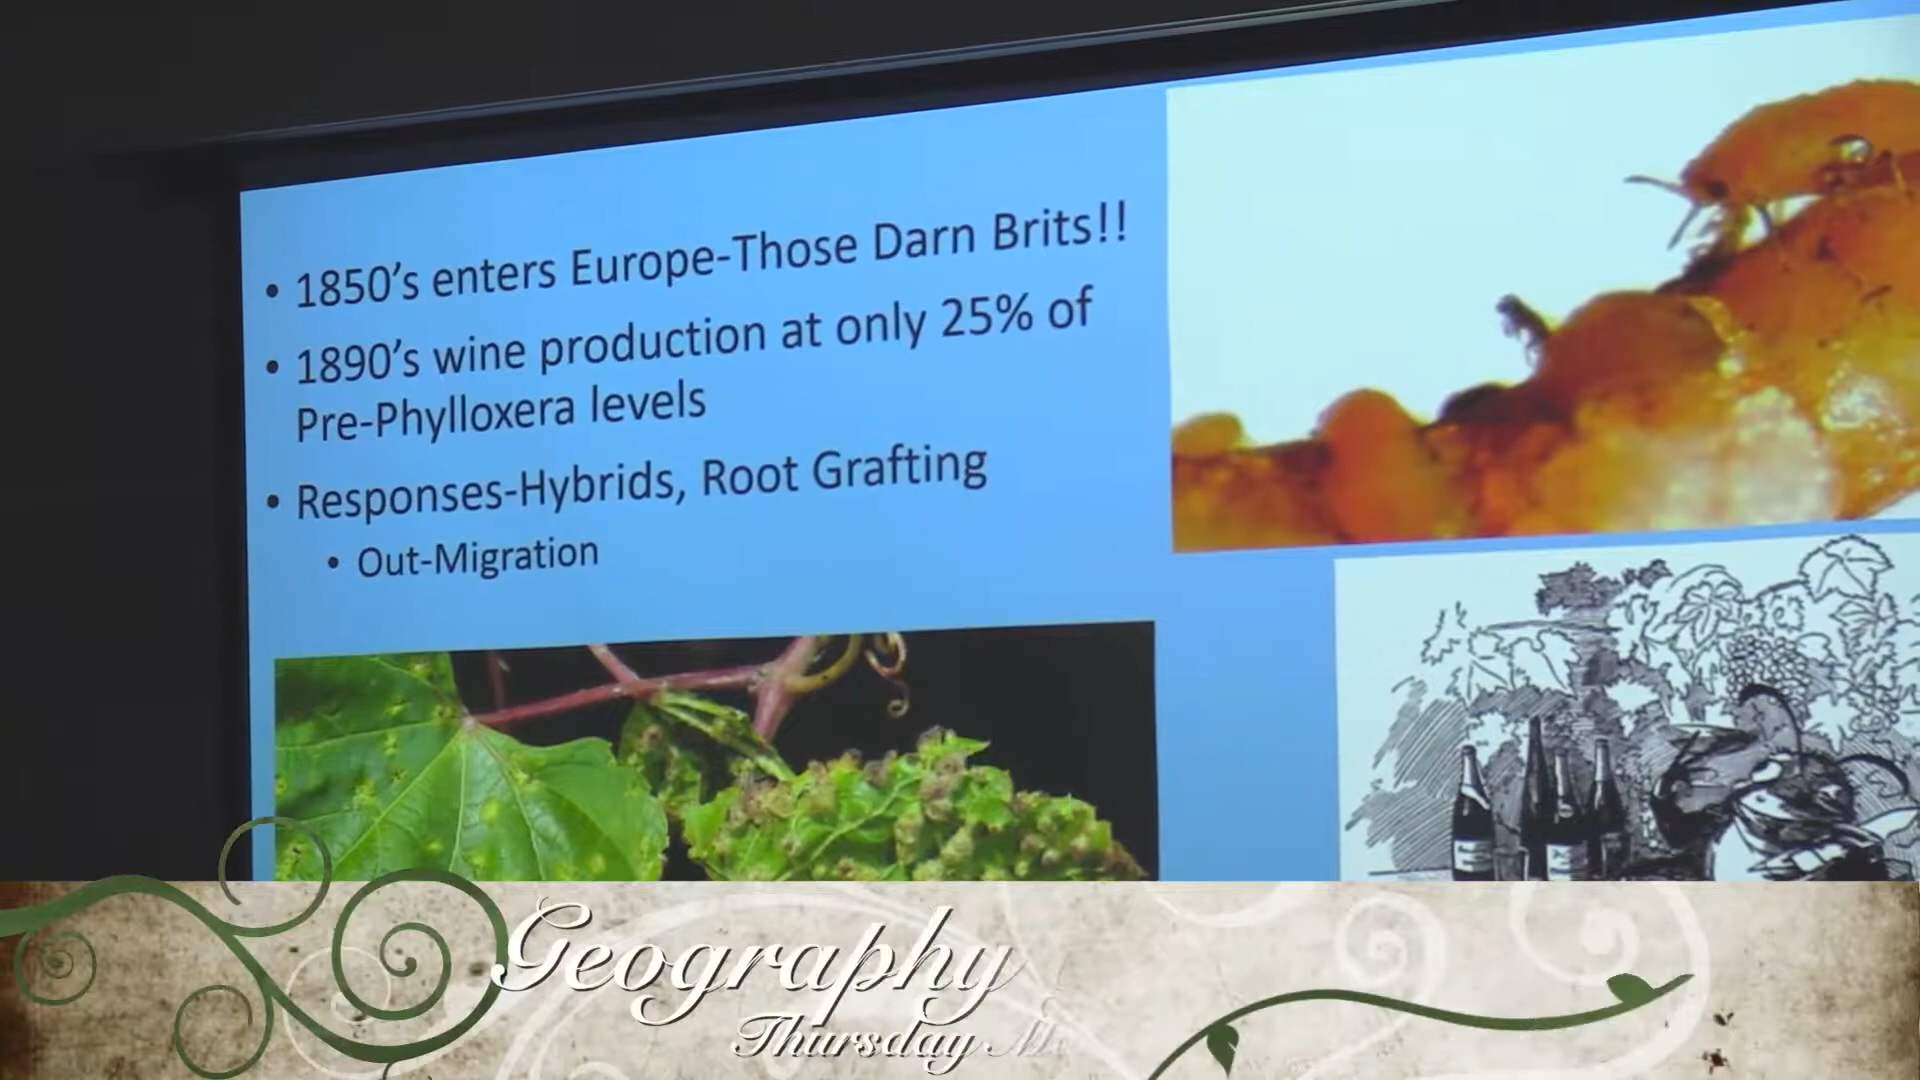 • 1850’s enters Europe-Those Darn Brits!!
• 1890’s wine production at only 25% of
Pre-Phylloxera levels
• Responses-Hybrids, Root Grafting
• Out-Migration
Geography
Thursday